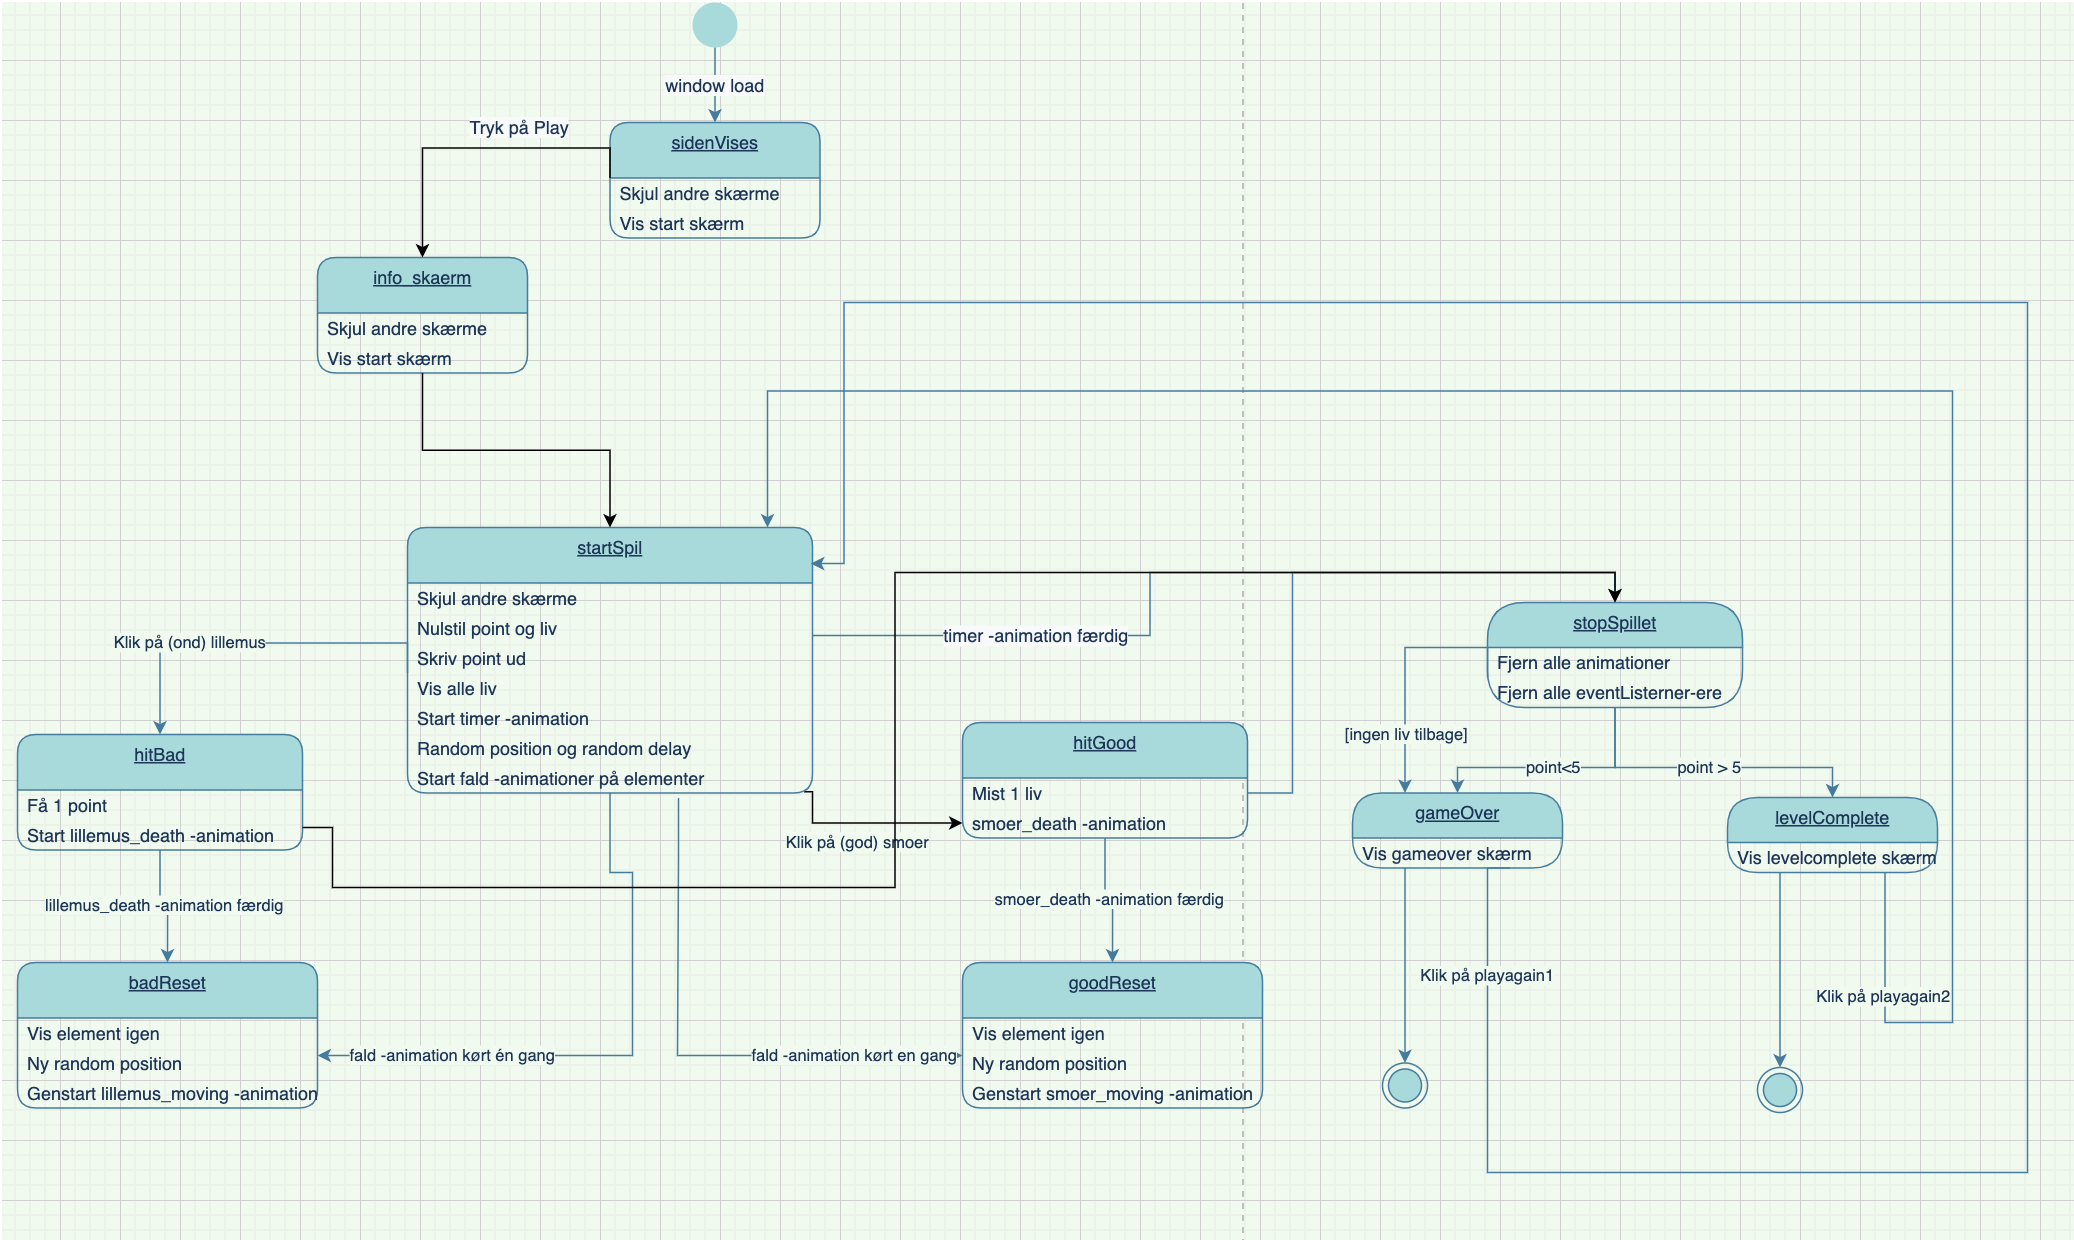 window load
Tryk på Play
sidenVises
Skjul andre skærme
Vis start skærm
info_skaerm
Skjul andre skærme
Vis start skærm
startSpil
Skjul andre skærme
Nulstil point og liv
Skriv point ud
Vis alle liv
Start timer -animation
Random position og random delay
Start fald -animationer på elementer
timer -animation færdig
stopSpillet
Fjern alle animationer
Fjern alle eventListerner-ere
Klik på (ond) lillemus
hitBad
Få 1 point
Start lillemus_death -animation
hitGood
Mist 1 liv
smoer_death -animation
Klik på (god) smoer
[ingen liv tilbage]
point<5
point > 5
gameOver
Vis gameover skærm
levelComplete
Vis levelcomplete skærm
lillemus_death -animation færdig
smoer_death -animation færdig
badReset
Vis element igen
Ny random position
Genstart lillemus_moving -animation
fald -animation kørt én gang
fald -animation kørt en gang
goodReset
Vis element igen
Ny random position
Genstart smoer_moving -animation
Klik på playagain1
Klik på playagain2